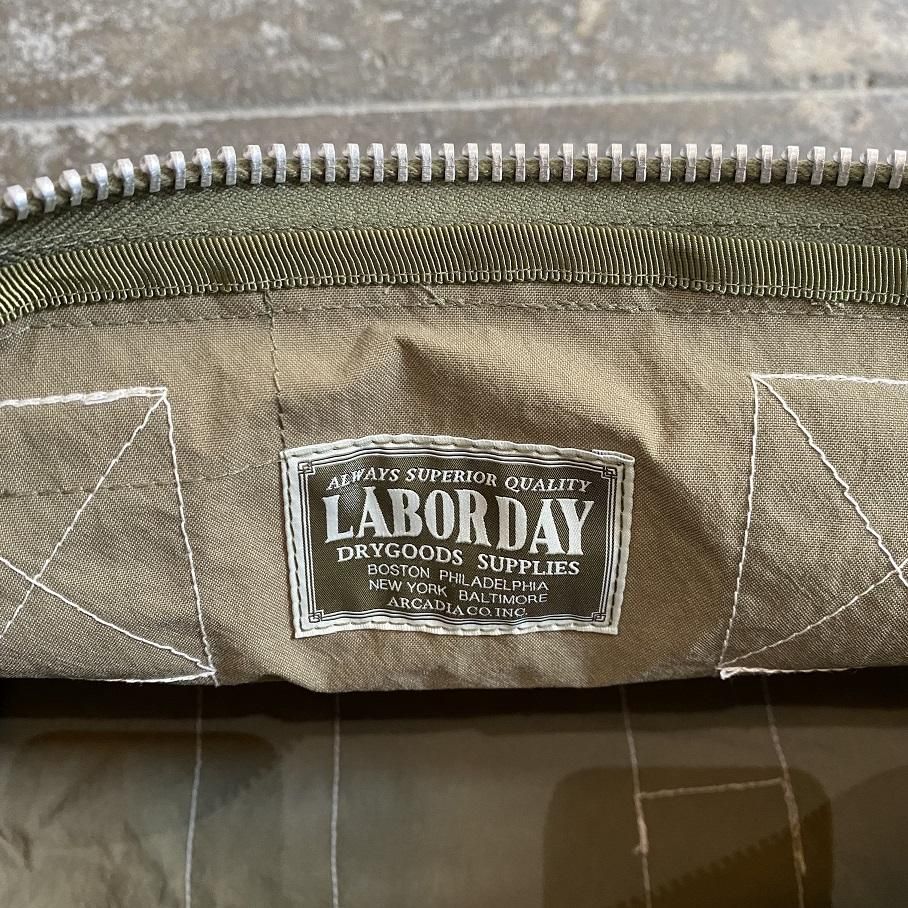 ALWAYS SUPERIOR QUALITY
LABOR DAY
DRYGOODS SUPPLIES
BOSTON PHILADELPHIA
NEW YORK BALTIMORE
ARCADIA CO. INC.